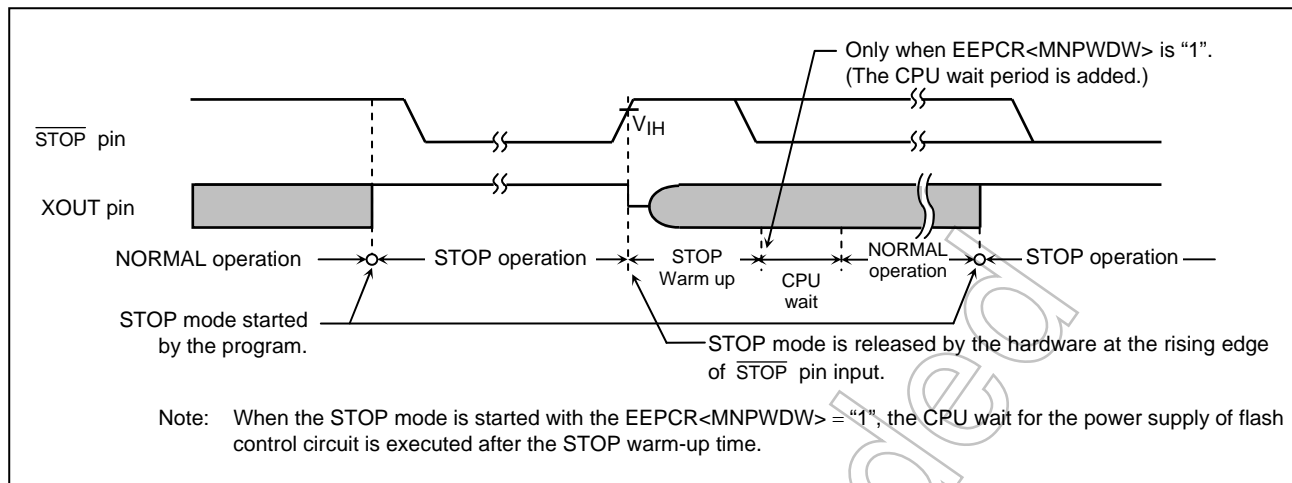 Only when EEPCR<MNPWDW> is “1”.
(The CPU wait period is added.)
STOP pin
VIH
XOUT pin
NORMAL operation
STOP operation
STOP
Warm up
CPU
wait
NORMAL
operation
STOP operation
STOP mode started
by the program.
STOP mode is released by the hardware at the rising edge
of STOP pin input.
Note: When the STOP mode is started with the EEPCR<MNPWDW> = “1”, the CPU wait for the power supply of flash
control circuit is executed after the STOP warm-up time.
ded